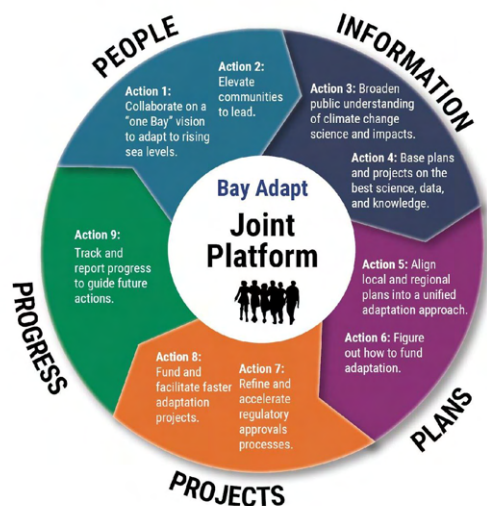 PEOPLE
Action 1:
Collaborate on a
"one Bay" vision
to adapt to rising
sea levels.
Action 2:
Elevate
communities
to lead.
INFORMATION
Action 3: Broaden
public understanding
of climate change
science and impacts.
Action 4: Base plans
and projects on the
best science, data,
and knowledge.
PLANS
Action 5: Align
local and regional
plans into a unified
adaptation approach.
Action 6: Figure
out how to fund
adaptation.
PROJECTS
Action 7:
Refine and
accelerate
regulatory
approvals
processes.
Action 8:
Fund and
facilitate faster
adaptation
projects.
PROGRESS
Action 9:
Track and
report progress
to guide future
actions.
Bay Adapt
Joint
Platform